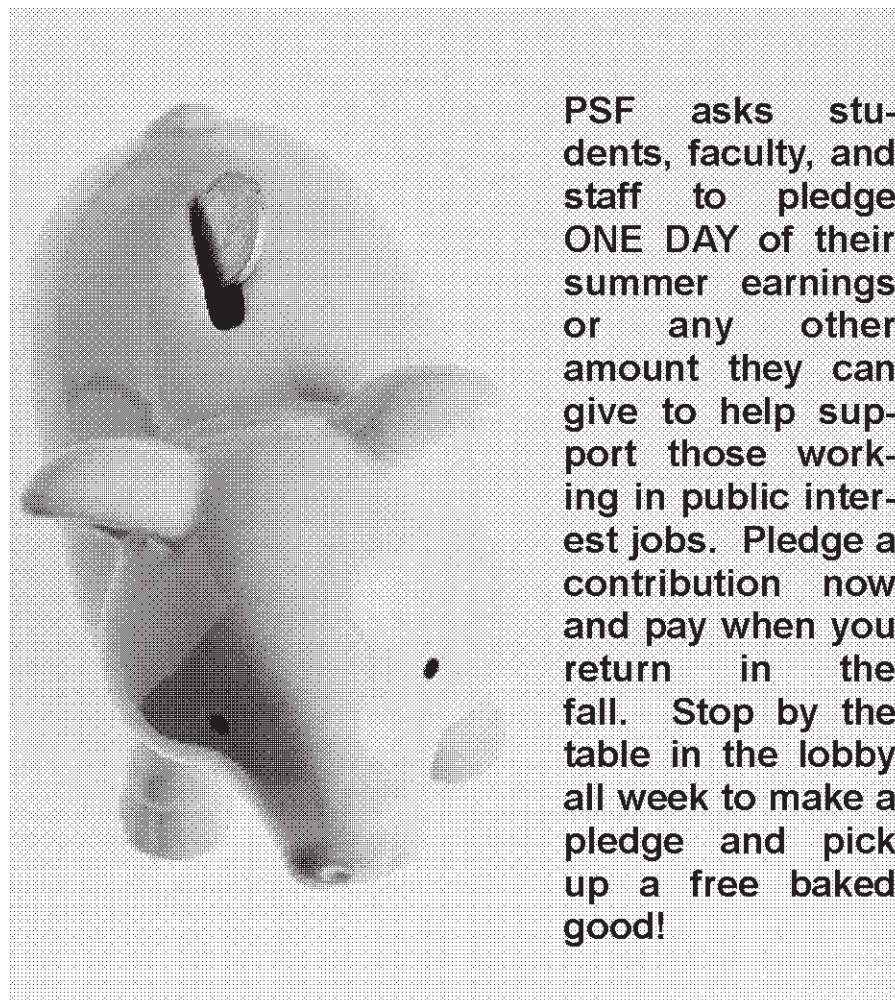 PSF asks stu-
dents, faculty, and
staff to pledge
ONE DAY of their
summer earnings
or any other
amount they can
give to help sup-
port those work-
ing in public inter-
est jobs. Pledge a
contribution now
and pay when you
return in the
fall. Stop by the
table in the lobby
all week to make a
pledge and pick
up a free baked
good!